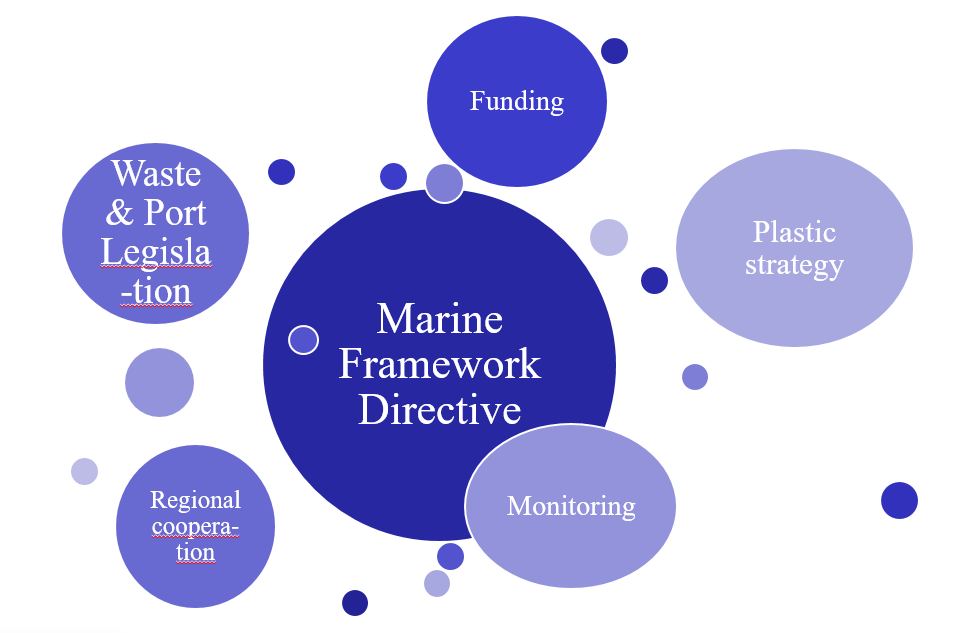 Funding
Waste
& Port
Legisla
-tion
Plastic
strategy
Marine
Framework
Directive
Monitoring
Regional
coopera-
tion